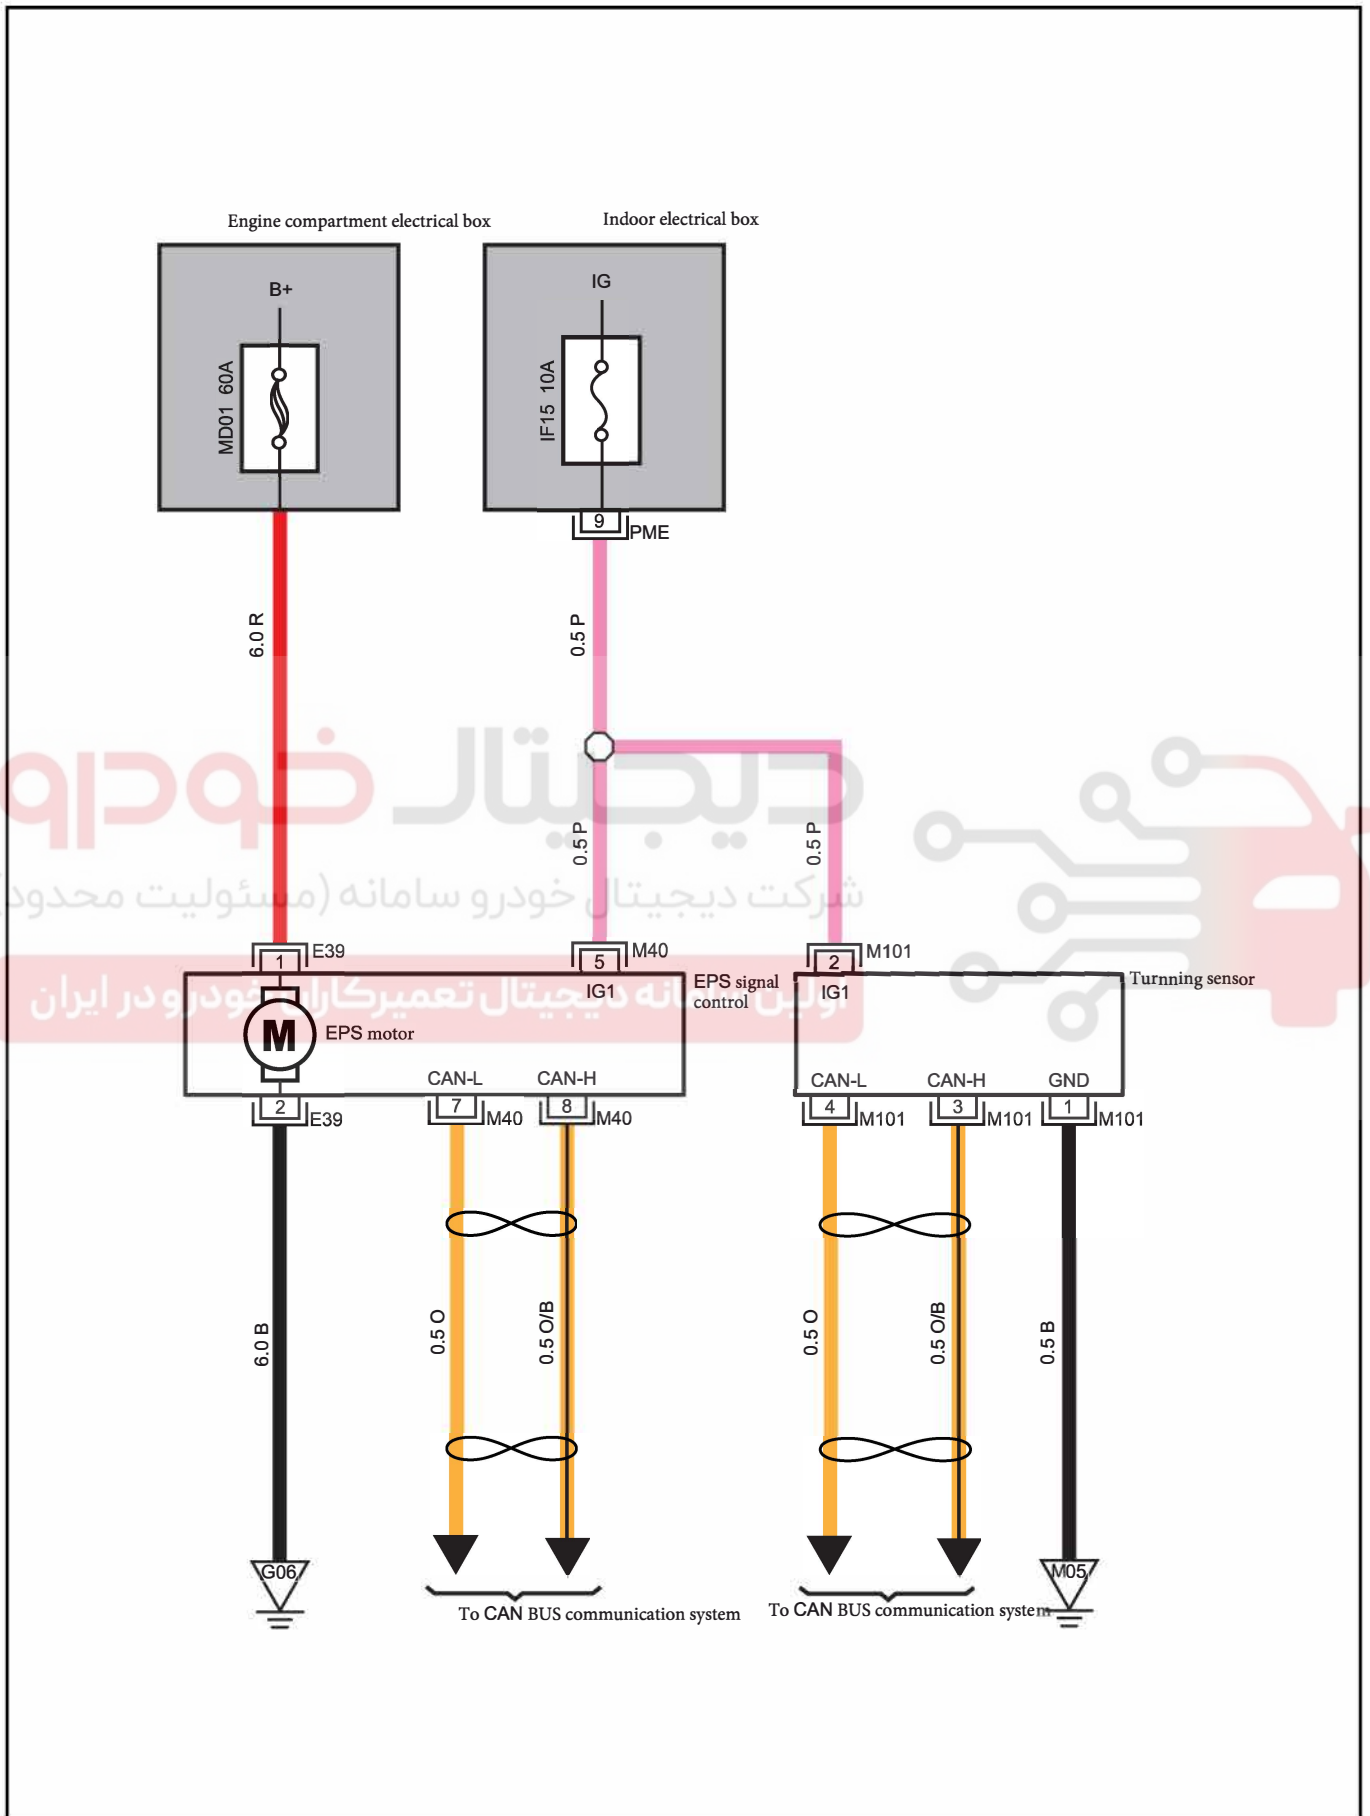 Engine compartment electrical box
Indoor electrical box
B+
IG
MD01 60A
IF15 10A
9
PME
6.0 R
0.5 P
دیجیتال خودرو
0.5 P
0.5 P
شرکت دیجیتال خودرو سامانه (مسئولیت محدود)
1
E39
5
M40
2
M101
IG1
EPS signal
control
IG1
Turnning sensor
اولین سامانه دیجیتال تعمیرکاران خودرو در ایران
M
EPS motor
CAN-L
CAN-H
CAN-L
CAN-H
GND
2
E39
7
M40
8
M40
4
M101
3
M101
1
M101
6.0 B
0.5 O
0.5 O/B
0.5 O
0.5 O/B
0.5 B
G06
M05
To CAN BUS communication system
To CAN BUS communication system